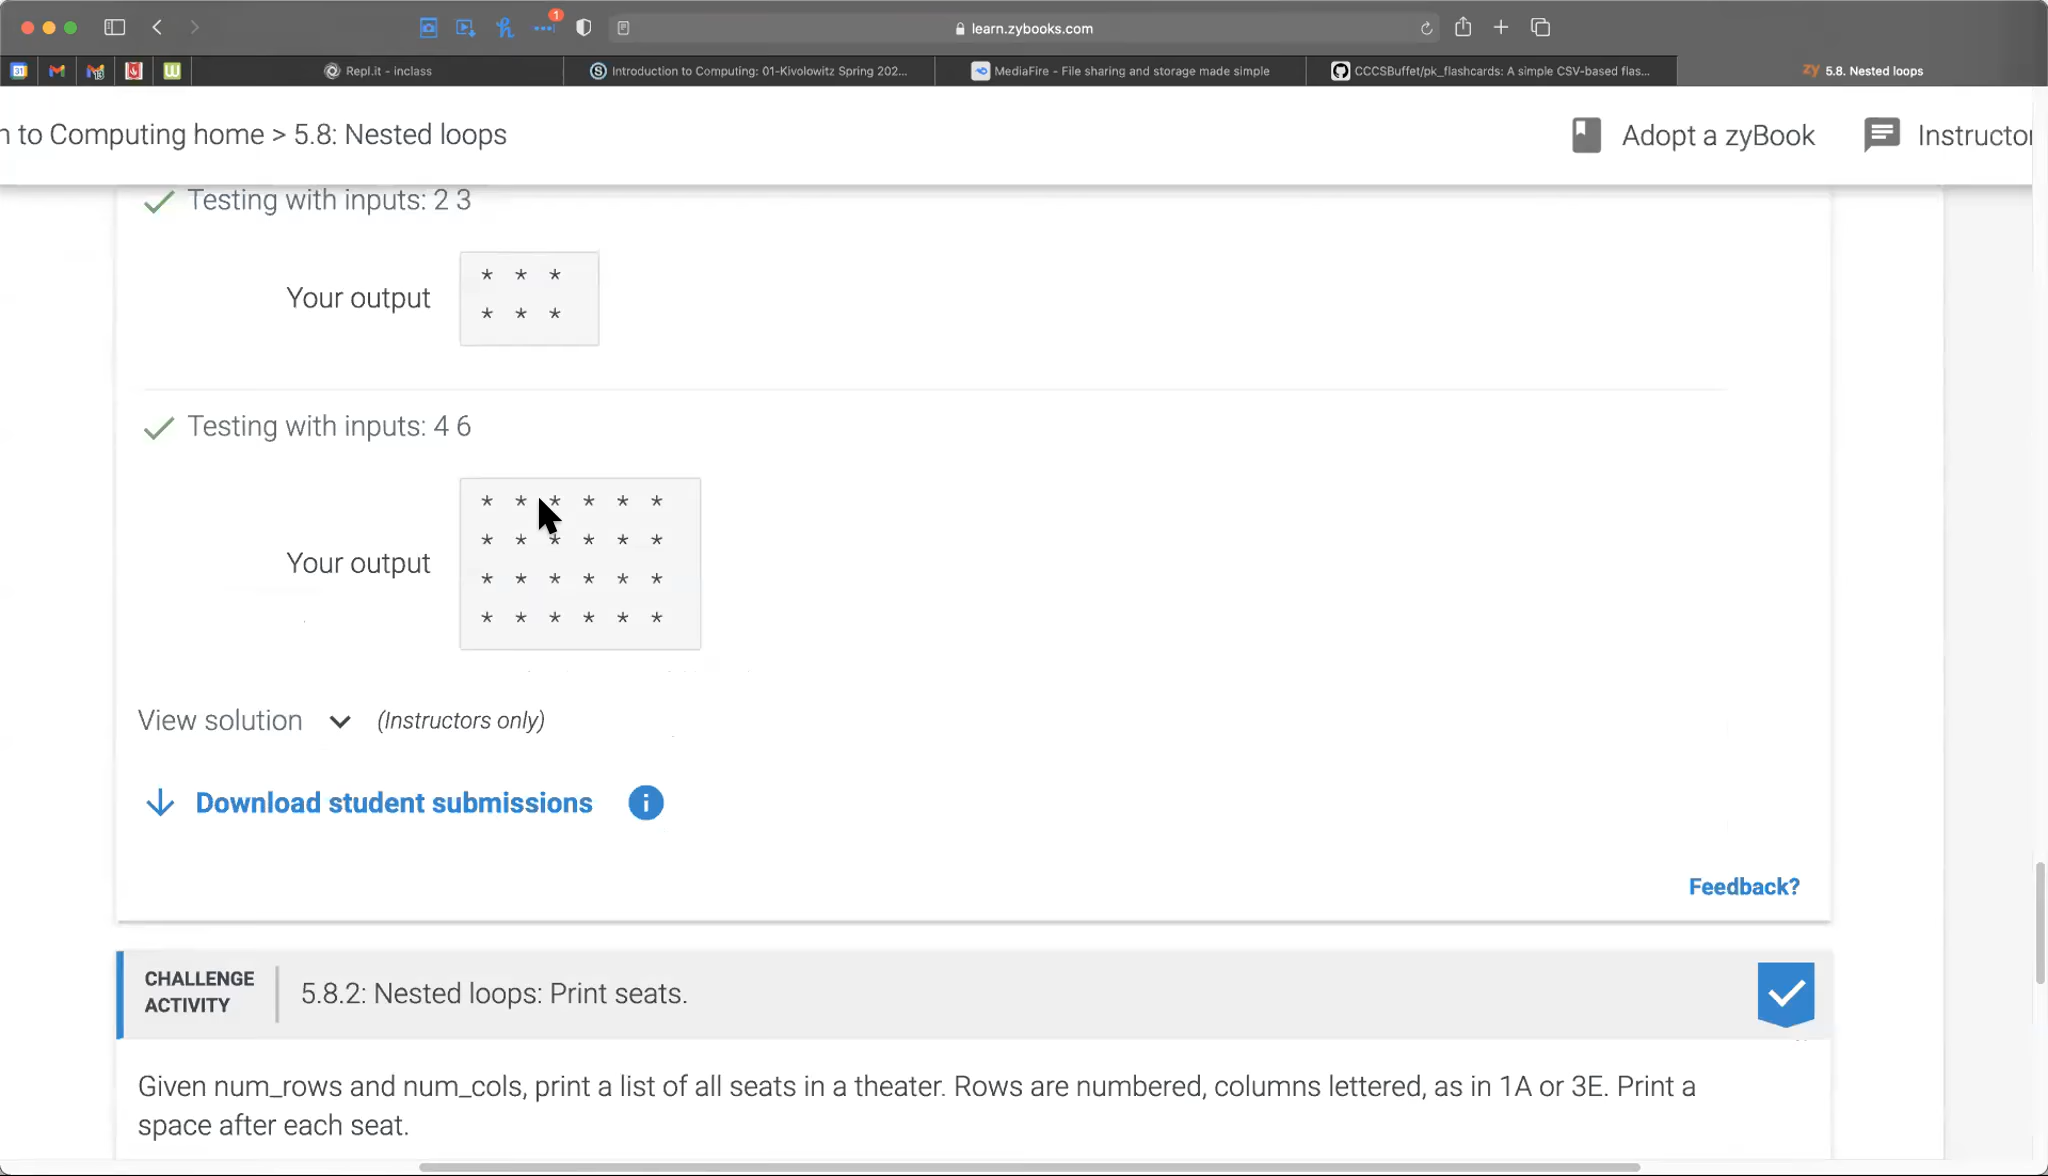 1
learn.zybooks.com
31
Repl.it - inclass
Introduction to Computing: 01-Kivolowitz Spring 202...
MediaFire - File sharing and storage made simple
CCCSBuffet/pk_flashcards: A simple CSV-based flas...
zy 5.8. Nested loops
n to Computing home > 5.8: Nested loops
Adopt a zyBook
Instructor
Testing with inputs: 2 3
Your output
* * *
* * *
Testing with inputs: 4 6
Your output
* * * * * *
* * * * * *
* * * * * *
* * * * * *
View solution (Instructors only)
Download student submissions
Feedback?
CHALLENGE
ACTIVITY
5.8.2: Nested loops: Print seats.
Given num_rows and num_cols, print a list of all seats in a theater. Rows are numbered, columns lettered, as in 1A or 3E. Print a
space after each seat.